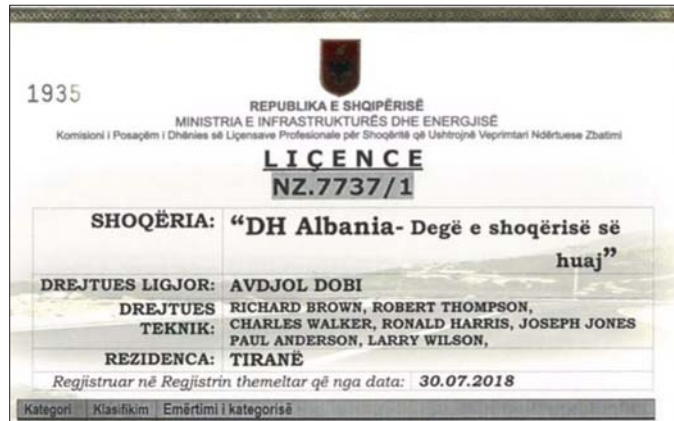 1935
REPUBLIKA E SHQIPËRISË
MINISTRIA E INFRASTRUKTURËS DHE ENERGJISË
Komisioni i Posaçëm i Dhënies së Liçensave Profesionale për Shoqëritë që Ushtrojnë Veprimtari Ndërtuese Zbatimi
LIÇENCE
NZ.7737/1
SHOQËRIA: “DH Albania- Degë e shoqërisë së
huaj”
DREJTUES LIGJOR: AVDJOL DOBI
DREJTUES TEKNIK: RICHARD BROWN, ROBERT THOMPSON,
CHARLES WALKER, RONALD HARRIS, JOSEPH JONES
PAUL ANDERSON, LARRY WILSON,
REZIDENCA: TIRANË
Regjistruar në Regjistrin themeltar që nga data: 30.07.2018
Kategori Klasifikim Emërtimi i kategorisë